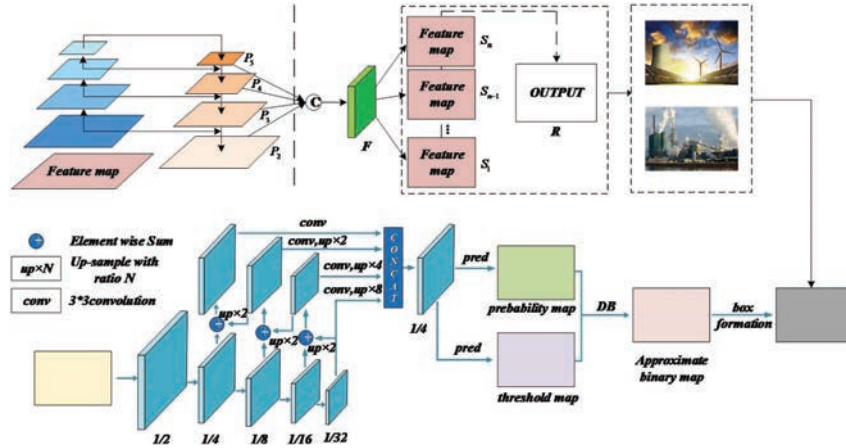 P5
P4
P3
P2
Feature map
C
F
Feature map
Sn
Feature map
Sn-1
...
Feature map
S1
OUTPUT
R
Element wise Sum
up×N
Up-sample with ratio N
conv
3*3convolution
conv
conv,up×2
conv,up×4
conv,up×8
CONCAT
up×2
up×2
up×2
1/2
1/4
1/8
1/16
1/32
1/4
pred
prebability map
pred
threshold map
DB
Approximate binary map
box formation